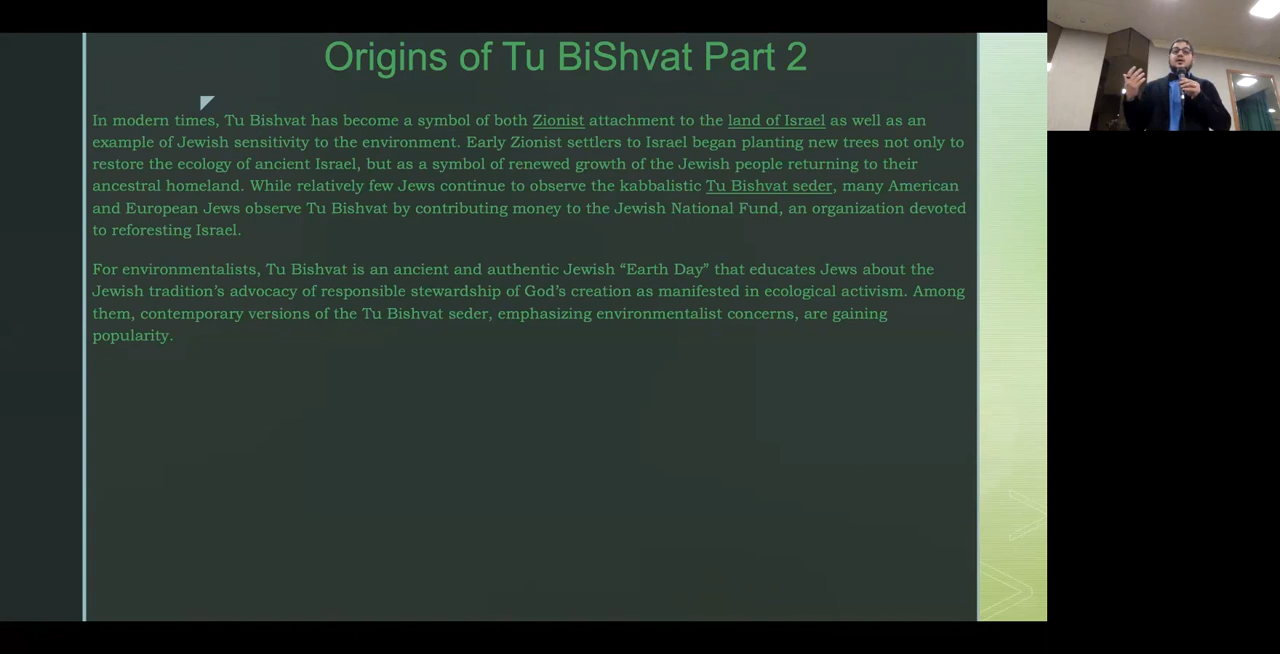 Origins of Tu BiShvat Part 2
In modern times, Tu Bishvat has become a symbol of both Zionist attachment to the land of Israel as well as an
example of Jewish sensitivity to the environment. Early Zionist settlers to Israel began planting new trees not only to
restore the ecology of ancient Israel, but as a symbol of renewed growth of the Jewish people returning to their
ancestral homeland. While relatively few Jews continue to observe the kabbalistic Tu Bishvat seder, many American
and European Jews observe Tu Bishvat by contributing money to the Jewish National Fund, an organization devoted
to reforesting Israel.
For environmentalists, Tu Bishvat is an ancient and authentic Jewish “Earth Day” that educates Jews about the
Jewish tradition’s advocacy of responsible stewardship of God’s creation as manifested in ecological activism. Among
them, contemporary versions of the Tu Bishvat seder, emphasizing environmentalist concerns, are gaining
popularity.